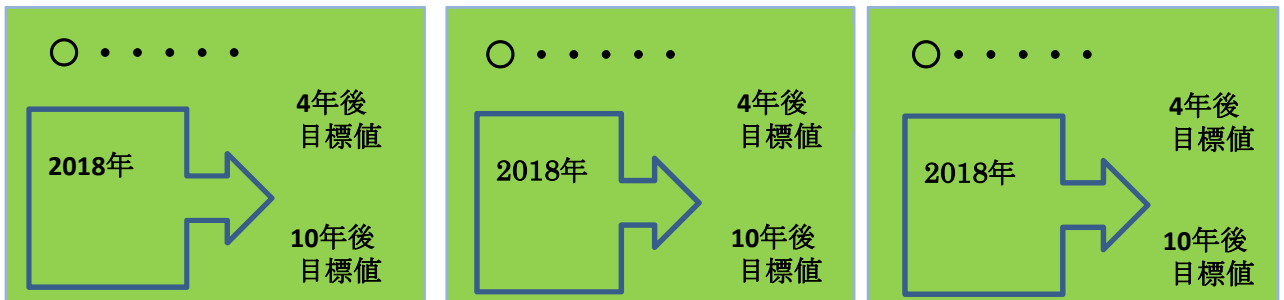 ○・・・・・
4年後
目標値
2018年
10年後
目標値
○・・・・・
4年後
目標値
2018年
10年後
目標値
○・・・・・
4年後
目標値
2018年
10年後
目標値